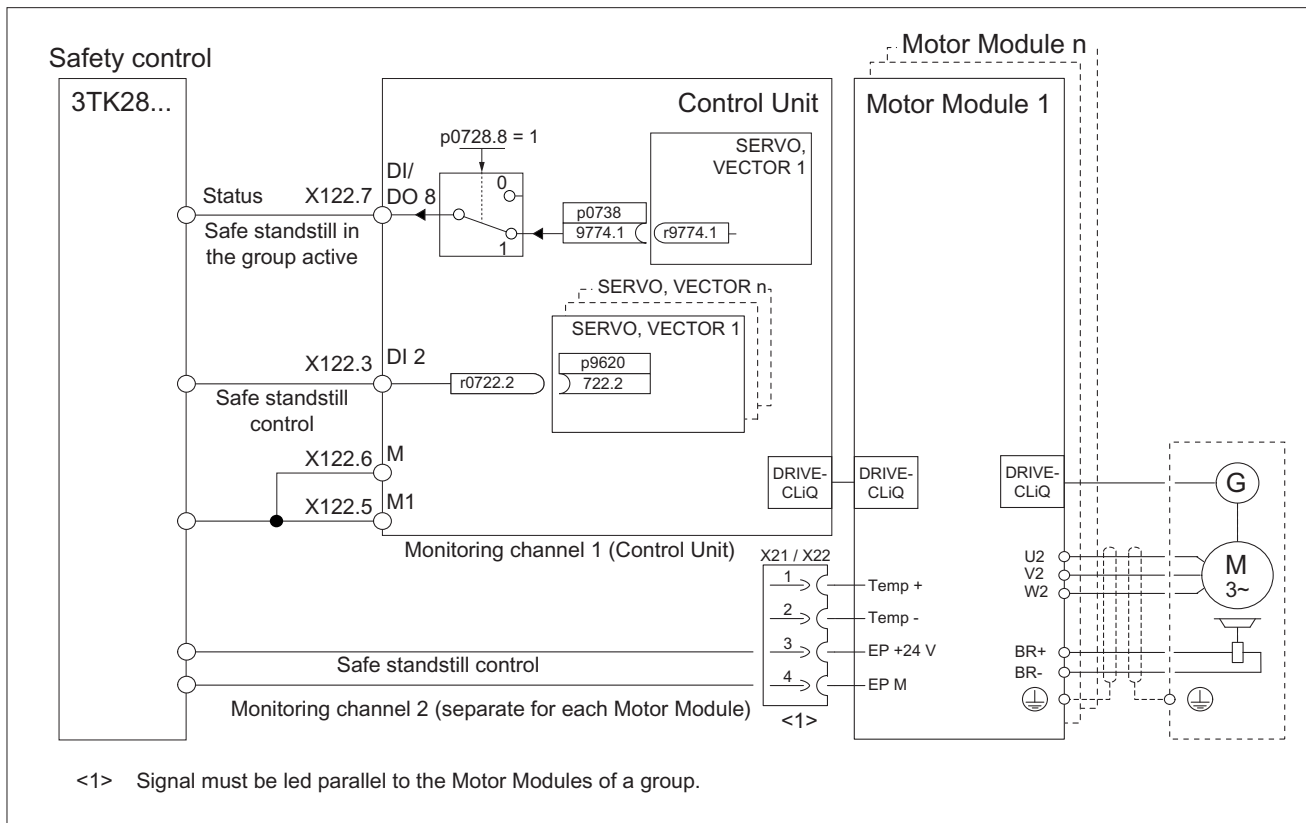 Safety control
3TK28...
Status
X122.7
Safe standstill in
the group active
X122.3
Safe standstill
control
X122.6
X122.5
Control Unit
p0728.8 = 1
DI/
DO 8
0
1
p0738
9774.1
r9774.1
SERVO,
VECTOR 1
SERVO, VECTOR n
SERVO, VECTOR 1
DI 2
r0722.2
p9620
722.2
M
M1
DRIVE-
CLiQ
Monitoring channel 1 (Control Unit)
Motor Module n
Motor Module 1
DRIVE-
CLiQ
DRIVE-
CLiQ
X21 / X22
1
Temp +
2
Temp -
3
EP +24 V
4
EP M
<1>
Safe standstill control
Monitoring channel 2 (separate for each Motor Module)
U2
V2
W2
BR+
BR-
G
M
3~
<1> Signal must be led parallel to the Motor Modules of a group.